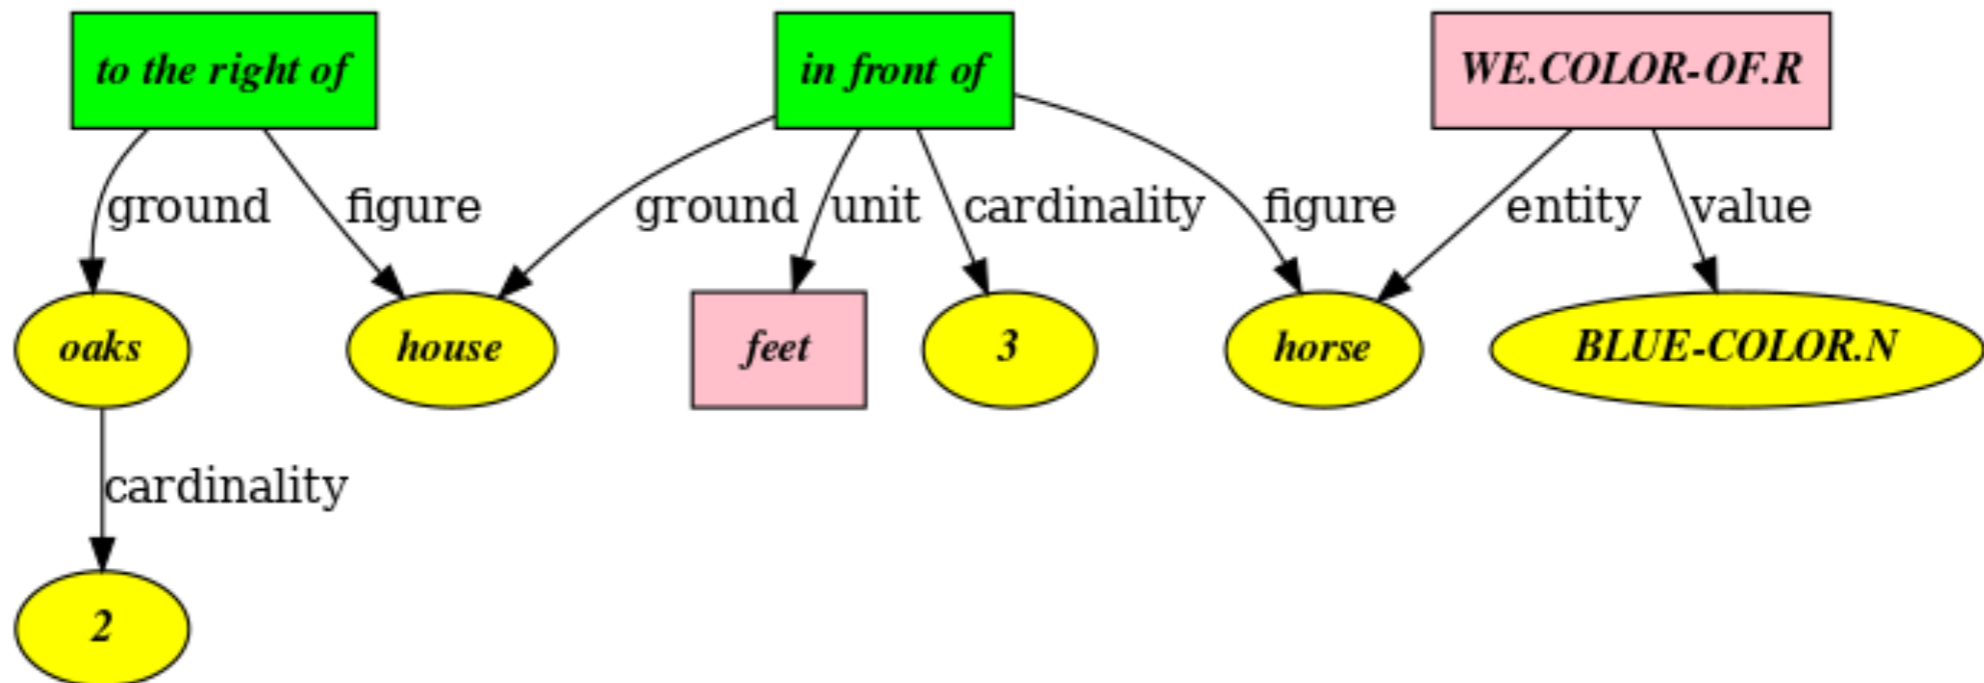 to the right of
in front of
WE.COLOR-OF.R
ground
figure
ground
unit
cardinality
figure
entity
value
oaks
house
feet
3
horse
BLUE-COLOR.N
cardinality
2